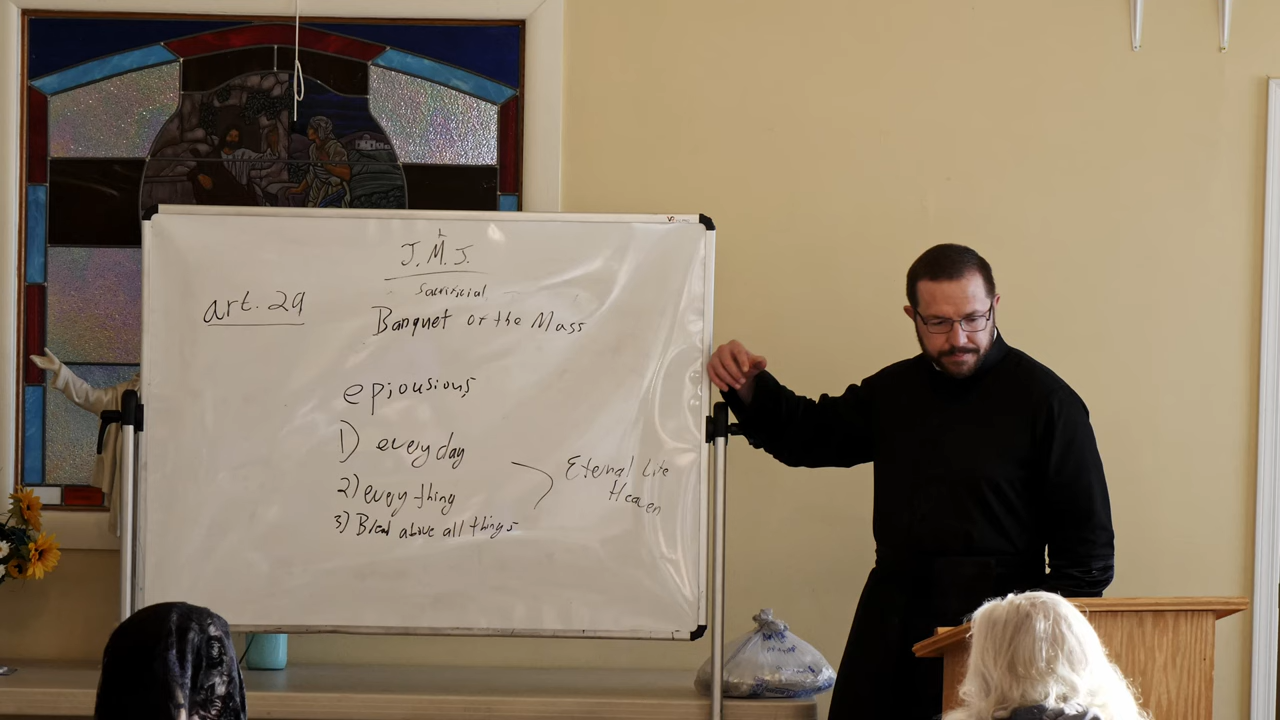 J.M.J.
Sacrificial
art. 29
Banquet of the Mass
epiousions
1) every day
2) every thing
3) Bread above all things
Eternal Life
Heaven